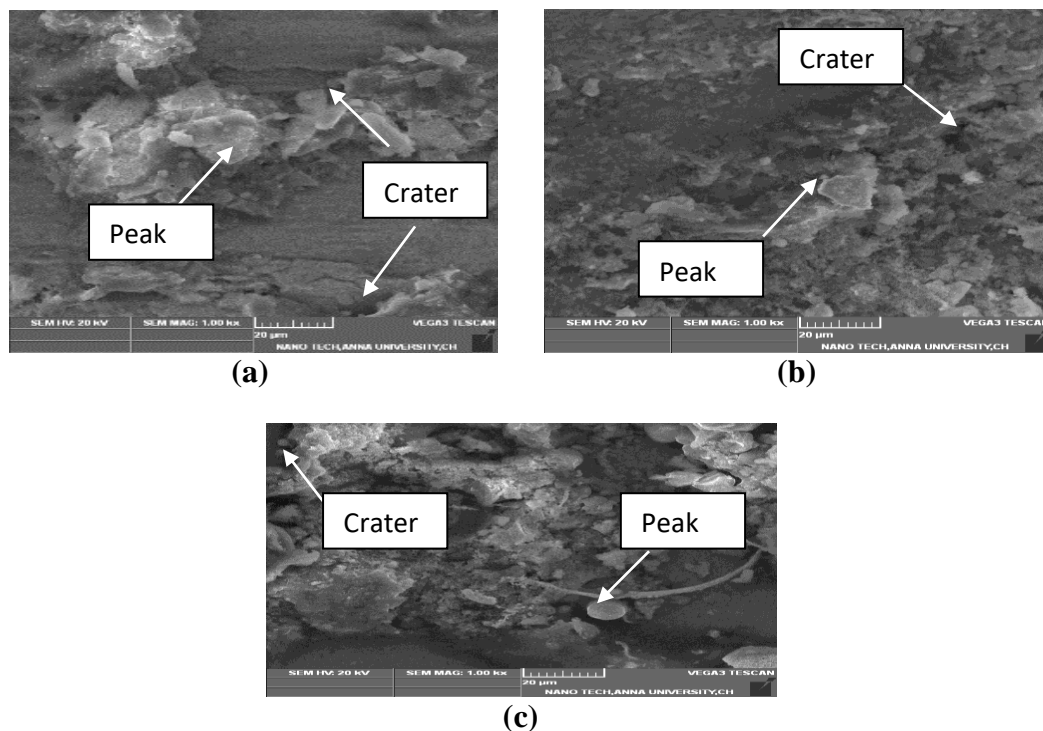 Crater
Peak
SEM HV: 20 kV SEM MAG: 1.00 kx VEGA3 TESCAN
20 µm
NANO TECH,ANNA UNIVERSITY,CH
(a)
Crater
Peak
SEM HV: 20 kV SEM MAG: 1.00 kx VEGA3 TESCAN
20 µm
NANO TECH,ANNA UNIVERSITY,CH
(b)
Crater
Peak
SEM HV: 20 kV SEM MAG: 1.00 kx VEGA3 TESCAN
20 µm
NANO TECH,ANNA UNIVERSITY,CH
(c)